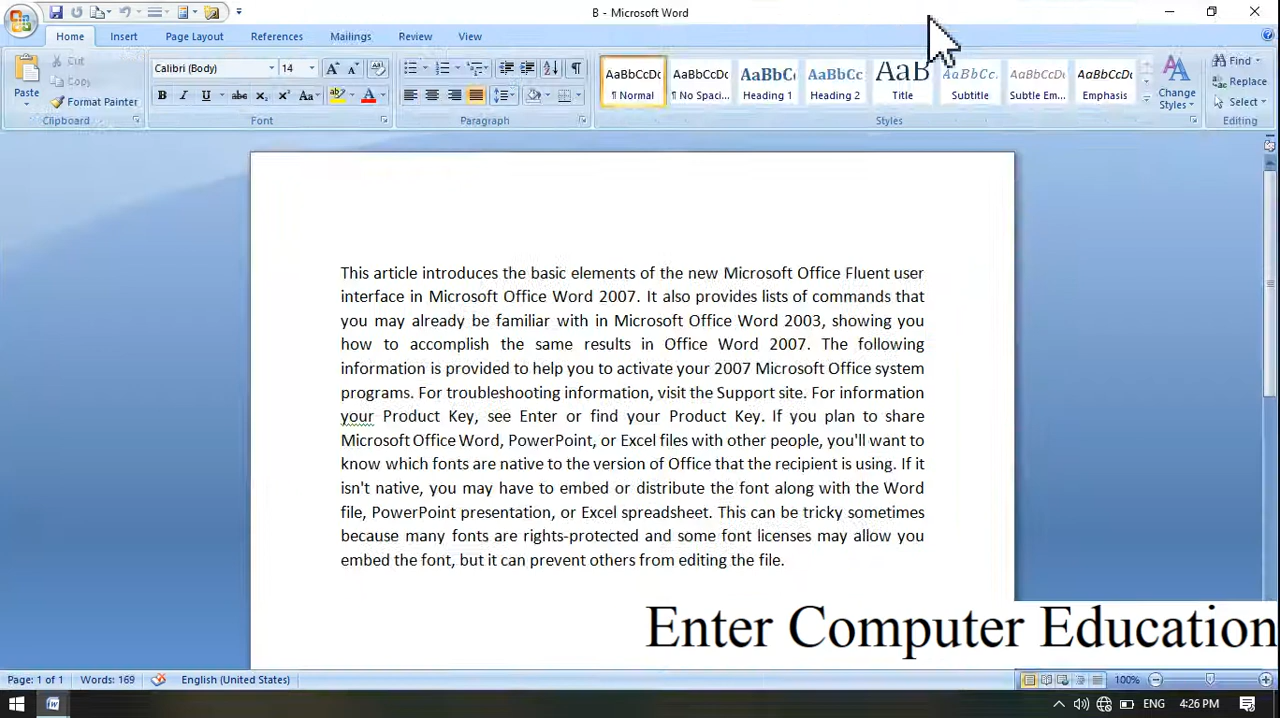 B - Microsoft Word
Home Insert Page Layout References Mailings Review View
Paste
Cut
Copy
Format Painter
Clipboard
Calibri (Body) 14
B I U abc x₂ x² Aa
Font
Paragraph
AaBbCcDc AaBbCcDc AaBbC AaBbCc AaB AaBbCc. AaBbCcDc AaBbCcDc
¶ Normal ¶ No Spaci... Heading 1 Heading 2 Title Subtitle Subtle Em... Emphasis
Change
Styles
Styles
Find
Replace
Select
Editing
This article introduces the basic elements of the new Microsoft Office Fluent user
interface in Microsoft Office Word 2007. It also provides lists of commands that
you may already be familiar with in Microsoft Office Word 2003, showing you
how to accomplish the same results in Office Word 2007. The following
information is provided to help you to activate your 2007 Microsoft Office system
programs. For troubleshooting information, visit the Support site. For information
your Product Key, see Enter or find your Product Key. If you plan to share
Microsoft Office Word, PowerPoint, or Excel files with other people, you'll want to
know which fonts are native to the version of Office that the recipient is using. If it
isn't native, you may have to embed or distribute the font along with the Word
file, PowerPoint presentation, or Excel spreadsheet. This can be tricky sometimes
because many fonts are rights-protected and some font licenses may allow you
embed the font, but it can prevent others from editing the file.
Enter Computer Education
Page: 1 of 1 Words: 169 English (United States) 100%
ENG 4:26 PM